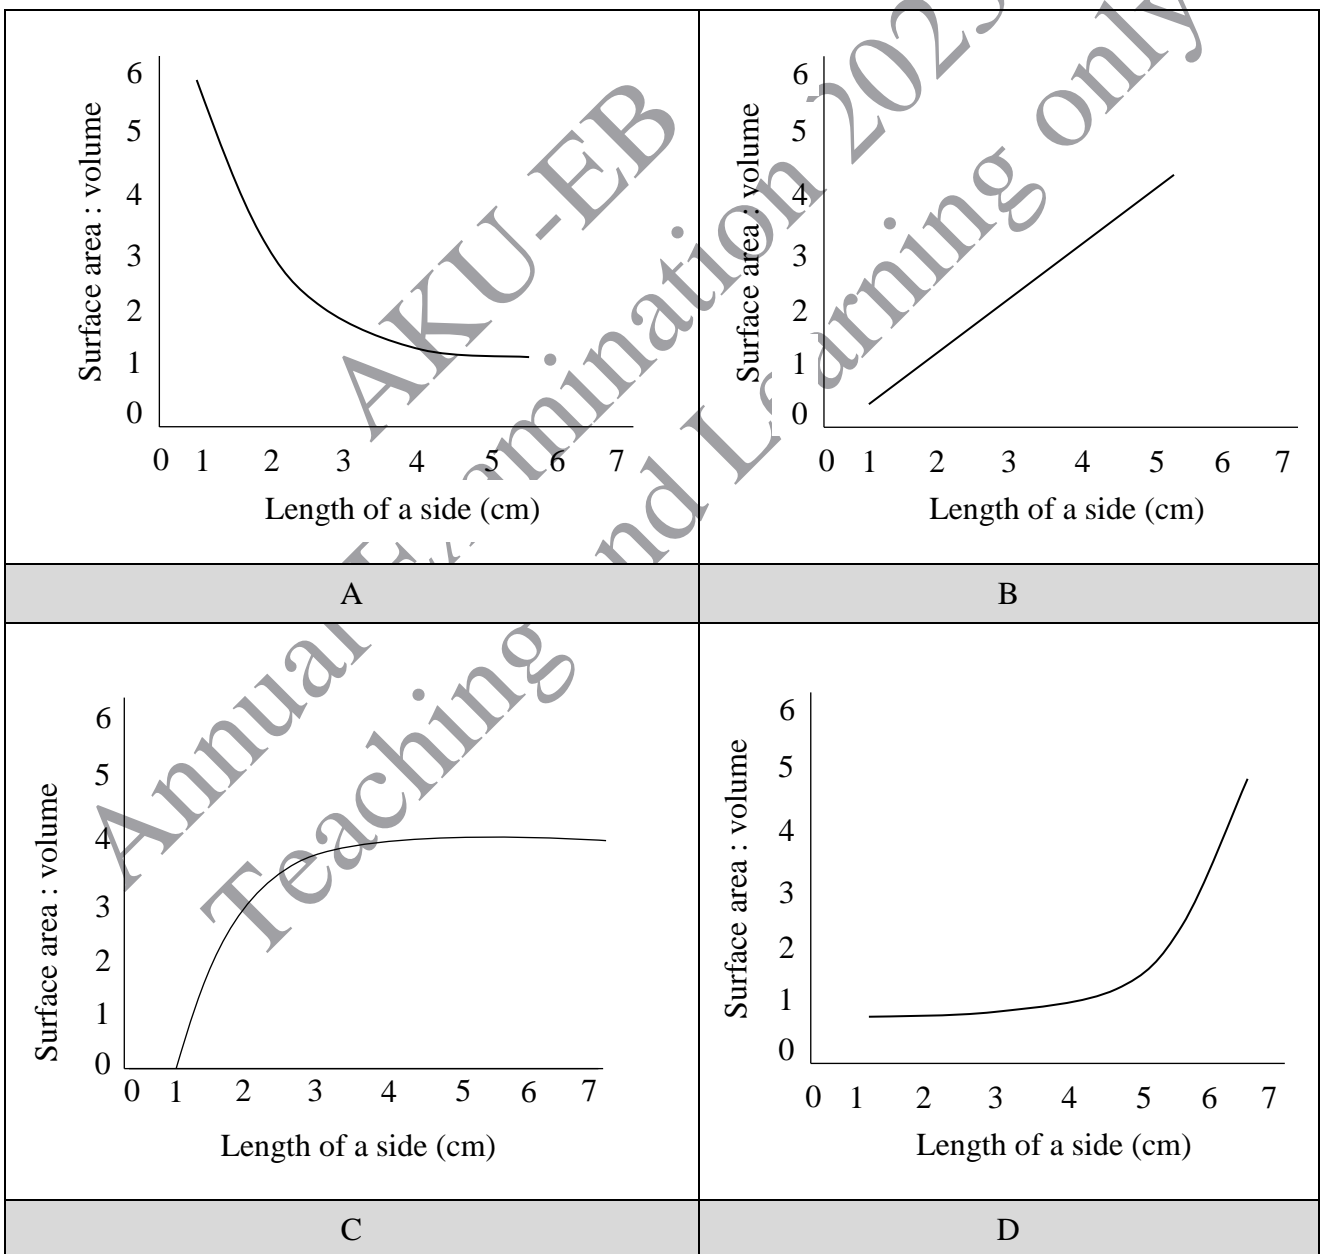 6
5
4
3
2
1
0
Surface area : volume
0 1 2 3 4 5 6 7
Length of a side (cm)
A
6
5
4
3
2
1
0
Surface area : volume
0 1 2 3 4 5 6 7
Length of a side (cm)
B
6
5
4
3
2
1
0
Surface area : volume
0 1 2 3 4 5 6 7
Length of a side (cm)
C
6
5
4
3
2
1
0
Surface area : volume
0 1 2 3 4 5 6 7
Length of a side (cm)
D
AKU-EB
Annual Examination 2023
Teaching and Learning only